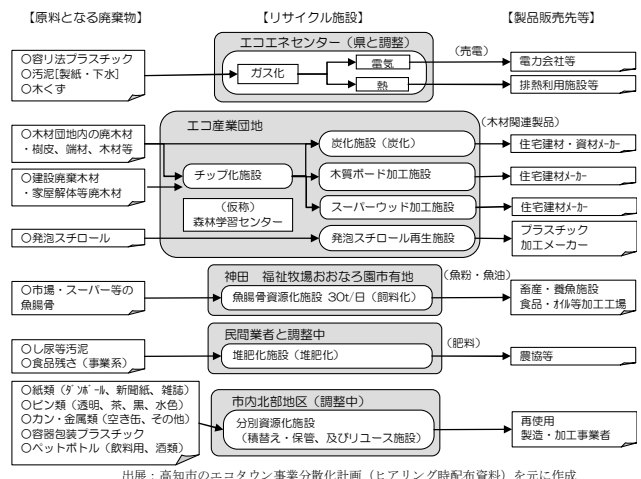 【原料となる廃棄物】
【リサイクル施設】
【製品販売先等】
○容リ法プラスチック
○汚泥[製紙・下水]
○木くず
エコエネセンター（県と調整）
ガス化
電気
熱
（売電）
電力会社等
排熱利用施設等
エコ産業団地
○木材団地内の廃木材
・樹皮、端材、木材等
○建設廃棄木材
・家屋解体等廃木材
○発泡スチロール
チップ化施設
（仮称）
森林学習センター
炭化施設（炭化）
木質ボード加工施設
スーパーウッド加工施設
発泡スチロール再生施設
（木材関連製品）
住宅建材・資材ﾒｰｶｰ
住宅建材ﾒｰｶｰ
住宅建材ﾒｰｶｰ
プラスチック
加工メーカー
○市場・スーパー等の
魚腸骨
神田　福祉牧場おおなろ園市有地
魚腸骨資源化施設 30t/日（飼料化）
（魚粉・魚油）
畜産・養魚施設
食品・ｵｲﾙ等加工工場
○し尿等汚泥
○食品残さ（事業系）
民間業者と調整中
堆肥化施設（堆肥化）
（肥料）
農協等
○紙類（ﾀﾞﾝﾎﾞｰﾙ、新聞紙、雑誌）
○ビン類（透明、茶、黒、水色）
○カン・金属類（空き缶、その他）
○容器包装プラスチック
○ペットボトル（飲料用、酒類）
市内北部地区（調整中）
分別資源化施設
（積替え・保管、及びリユース施設）
再使用
製造・加工事業者
出展：高知市のエコタウン事業分散化計画（ヒアリング時配布資料）を元に作成